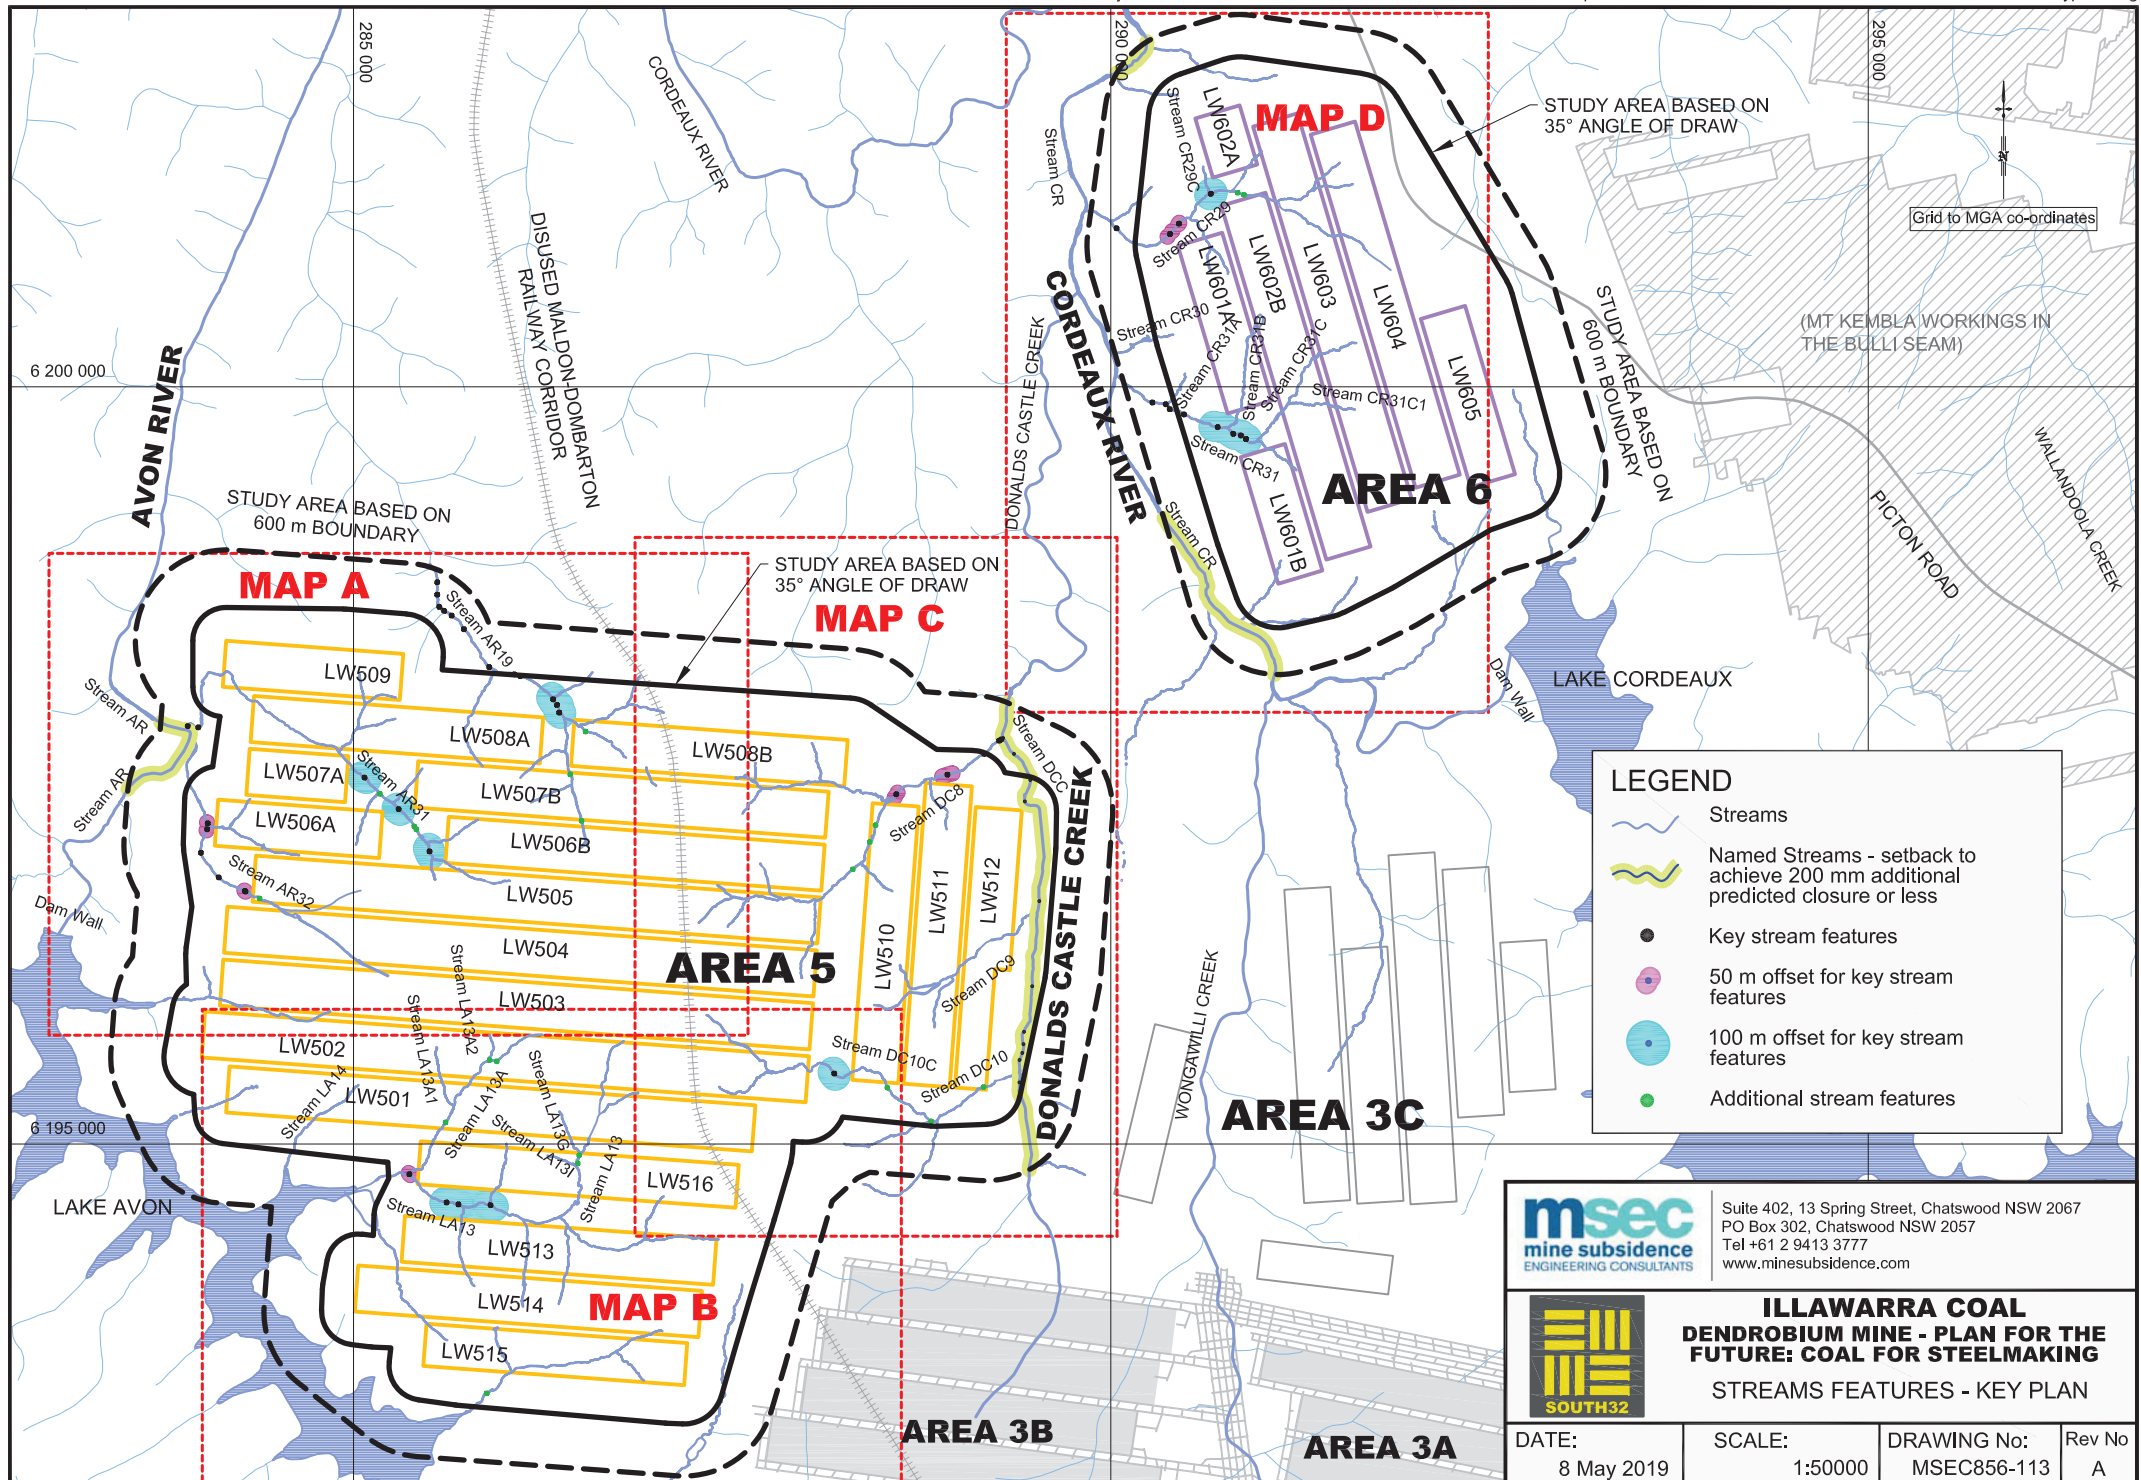 285 000
290 000
295 000
6 200 000
6 195 000
CORDEAUX RIVER
Stream CR
Stream CR29C
LW602A
MAP D
STUDY AREA BASED ON
35° ANGLE OF DRAW
N
Grid to MGA co-ordinates
DISUSED MALDON-DOMBARTON
RAILWAY CORRIDOR
Stream CR29
LW601A
LW602B
LW603
LW604
LW605
CORDEAUX RIVER
Stream CR30
Stream CR31A
Stream CR31B
Stream CR31C
Stream CR31C1
Stream CR31
LW601B
AREA 6
STUDY AREA BASED ON
600 m BOUNDARY
(MT KEMBLA WORKINGS IN
THE BULLI SEAM)
WALLANDOOLA CREEK
PICTON ROAD
DONALDS CASTLE CREEK
Stream CR
AVON RIVER
STUDY AREA BASED ON
600 m BOUNDARY
MAP A
STUDY AREA BASED ON
35° ANGLE OF DRAW
MAP C
Dam Wall
LAKE CORDEAUX
Stream AR19
LW509
LW508A
LW508B
Stream AR
Stream AR
LW507A
Stream AR31
LW507B
LW506A
LW506B
Stream AR32
LW505
LW504
LW503
AREA 5
Stream DCC
Stream DC8
LW510
LW511
LW512
Stream DC9
DONALDS CASTLE CREEK
Dam Wall
Stream LA13A2
Stream LA13A1
LW502
Stream LA14
LW501
Stream LA13A
Stream LA13G
Stream LA13I
Stream LA13
Stream DC10C
Stream DC10
LW516
Stream LA13
LAKE AVON
LW513
LW514
MAP B
LW515
WONGAWILLI CREEK
AREA 3C
AREA 3B
AREA 3A
LEGEND
Streams
Named Streams - setback to
achieve 200 mm additional
predicted closure or less
Key stream features
50 m offset for key stream
features
100 m offset for key stream
features
Additional stream features
msec
mine subsidence
ENGINEERING CONSULTANTS
Suite 402, 13 Spring Street, Chatswood NSW 2067
PO Box 302, Chatswood NSW 2057
Tel +61 2 9413 3777
www.minesubsidence.com
SOUTH32
ILLAWARRA COAL
DENDROBIUM MINE - PLAN FOR THE
FUTURE: COAL FOR STEELMAKING
STREAMS FEATURES - KEY PLAN
DATE:
8 May 2019
SCALE:
1:50000
DRAWING No:
MSEC856-113
Rev No
A